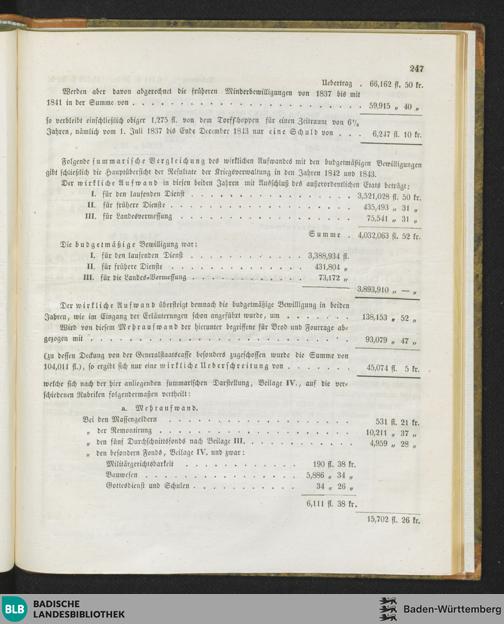 247
Uebertrag . 66,162 fl. 50 kr.
Werden aber davon abgerechnet die früheren Minderbewilligungen von 1837 bis mit
1841 in der Summe von . . . 59,915 „ 40 „
so verbleibt einschließlich obiger 1,275 fl. von dem Torfschoppen für einen Zeitraum von 6½
Jahren, nämlich vom 1. Juli 1837 bis Ende December 1843 nur eine Schuld von . . . 6,247 fl. 10 kr.
Folgende summarische Vergleichung des wirklichen Aufwandes mit den budgetmäßigen Bewilligungen
gibt schließlich die Hauptübersicht der Resultate der Kriegsverwaltung in den Jahren 1842 und 1843.
Der wirkliche Aufwand in diesen beiden Jahren mit Ausschluß des außerordentlichen Etats beträgt:
I. für den laufenden Dienst . . . 3,521,028 fl. 50 kr.
II. für frühere Dienste . . . 435,493 „ 31 „
III. für Landesvermessung . . . 75,541 „ 31 „
Summe . 4,032,063 fl. 52 kr.
Die budgetmäßige Bewilligung war:
I. für den laufenden Dienst . . . 3,388,934 fl.
II. für frühere Dienste . . . 431,804 „
III. für die Landes-Vermessung . . . 73,172 „
3,893,910 „ — „
Der wirkliche Aufwand übersteigt demnach die budgetmäßige Bewilligung in beiden
Jahren, wie im Eingang der Erläuterungen schon angeführt wurde, um . . . 138,153 „ 52 „
Wird von diesem Mehraufwand der hierunter begriffene für Brod und Fourage ab-
gezogen mit . . . 93,079 „ 47 „
(zu dessen Deckung von der Generalstaatscasse besonders zugeschossen wurde die Summe von
104,011 fl.), so ergibt sich nur eine wirkliche Ueberschreitung von . . . 45,074 fl. 5 kr.
welche sich nach der hier anliegenden summarischen Darstellung, Beilage IV., auf die ver-
schiedenen Rubriken folgendermaßen vertheilt:
a. Mehraufwand.
Bei den Massengeldern . . . 531 fl. 21 kr.
„ der Remontirung . . . 10,211 „ 37 „
„ den fünf Durchschnittsfonds nach Beilage III. . . . 4,959 „ 28 „
„ den besondern Fonds, Beilage IV. und zwar:
Militärgerichtsbarkeit . . . 190 fl. 38 kr.
Bauwesen . . . 5,886 „ 34 „
Gottesdienst und Schulen . . . 34 „ 26 „
6,111 fl. 38 kr.
15,702 fl. 26 kr.
BLB BADISCHE
LANDESBIBLIOTHEK
Baden-Württemberg